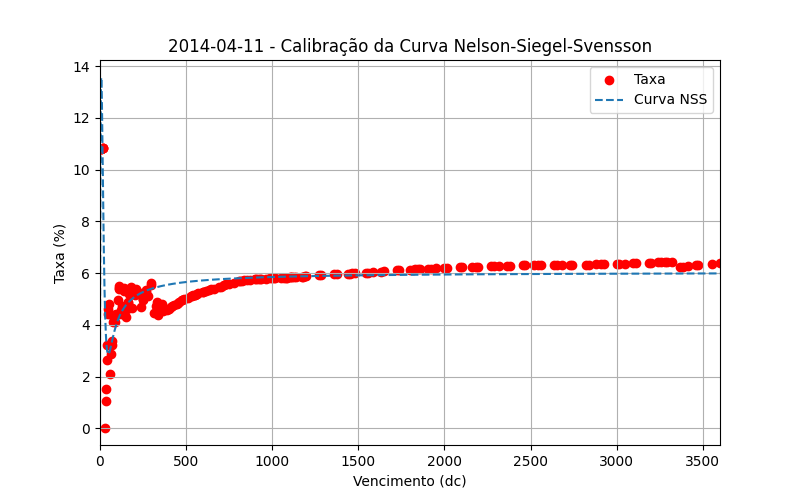 2014-04-11 - Calibração da Curva Nelson-Siegel-Svensson
Taxa
Curva NSS
14
12
10
8
6
4
2
0
Taxa (%)
0 500 1000 1500 2000 2500 3000 3500
Vencimento (dc)